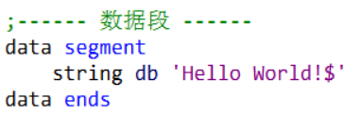 ;------ 数据段 ------
data segment
    string db 'Hello World!$'
data ends